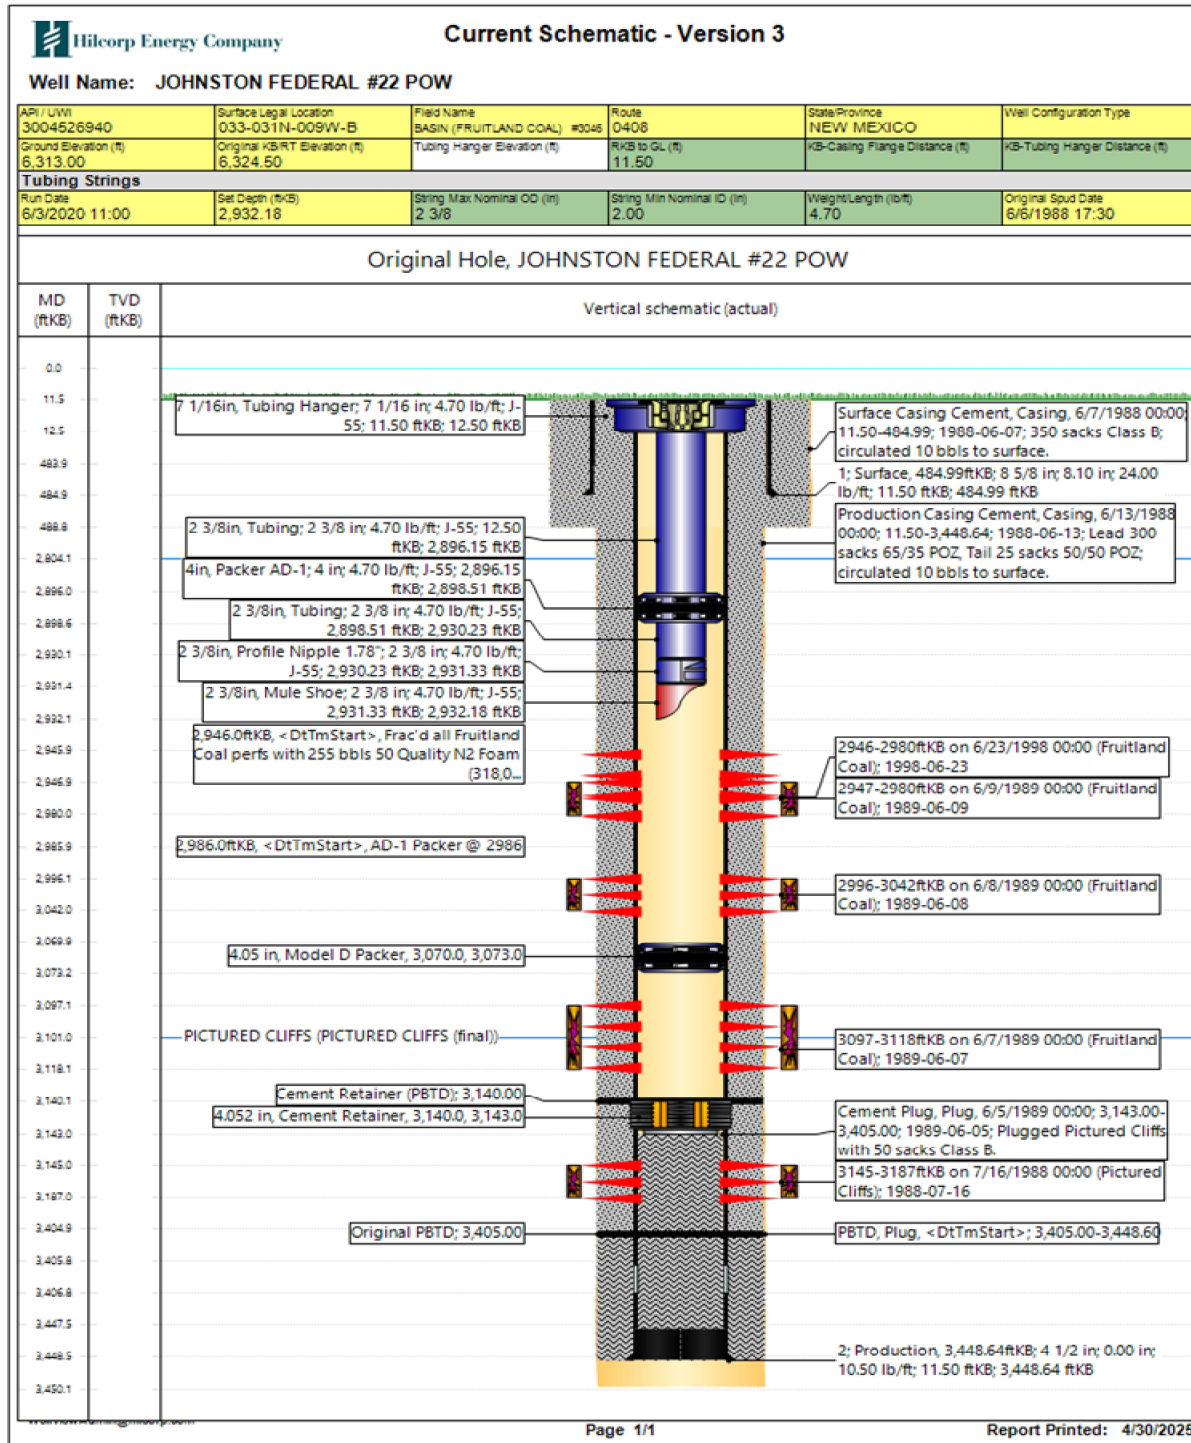 Hilcorp Energy Company
Current Schematic - Version 3
Well Name: JOHNSTON FEDERAL #22 POW
API / UWI
3004526940
Surface Legal Location
033-031N-009W-B
Field Name
BASIN (FRUITLAND COAL) #3046
Route
0408
State/Province
NEW MEXICO
Well Configuration Type
Ground Elevation (ft)
6,313.00
Original KB/RT Elevation (ft)
6,324.50
Tubing Hanger Elevation (ft)
RKB to GL (ft)
11.50
KB-Casing Flange Distance (ft)
KB-Tubing Hanger Distance (ft)
Tubing Strings
Run Date
6/3/2020 11:00
Set Depth (ftKB)
2,932.18
String Max Nominal OD (in)
2 3/8
String Min Nominal ID (in)
2.00
Weight/Length (lb/ft)
4.70
Original Spud Date
6/6/1988 17:30
Original Hole, JOHNSTON FEDERAL #22 POW
MD
(ftKB)
TVD
(ftKB)
Vertical schematic (actual)
0.0
11.5
12.5
483.9
484.9
488.8
2,804.1
2,896.0
2,898.6
2,930.1
2,931.4
2,932.1
2,945.9
2,946.9
2,980.0
2,985.9
2,996.1
3,042.0
3,069.9
3,073.2
3,097.1
3,101.0
3,118.1
3,140.1
3,143.0
3,145.0
3,187.0
3,404.9
3,405.8
3,406.8
3,447.5
3,448.5
3,450.1
7 1/16in, Tubing Hanger; 7 1/16 in; 4.70 lb/ft; J-
55; 11.50 ftKB; 12.50 ftKB
2 3/8in, Tubing; 2 3/8 in; 4.70 lb/ft; J-55; 12.50
ftKB; 2,896.15 ftKB
4in, Packer AD-1; 4 in; 4.70 lb/ft; J-55; 2,896.15
ftKB; 2,898.51 ftKB
2 3/8in, Tubing; 2 3/8 in; 4.70 lb/ft; J-55;
2,898.51 ftKB; 2,930.23 ftKB
2 3/8in, Profile Nipple 1.78"; 2 3/8 in; 4.70 lb/ft;
J-55; 2,930.23 ftKB; 2,931.33 ftKB
2 3/8in, Mule Shoe; 2 3/8 in; 4.70 lb/ft; J-55;
2,931.33 ftKB; 2,932.18 ftKB
2,946.0ftKB, <DtTmStart>, Frac'd all Fruitland
Coal perfs with 255 bbls 50 Quality N2 Foam
(318,0...
2,986.0ftKB, <DtTmStart>, AD-1 Packer @ 2986
4.05 in, Model D Packer, 3,070.0, 3,073.0
PICTURED CLIFFS (PICTURED CLIFFS (final))
Cement Retainer (PBTD); 3,140.00
4.052 in, Cement Retainer, 3,140.0, 3,143.0
Original PBTD; 3,405.00
Surface Casing Cement, Casing, 6/7/1988 00:00;
11.50-484.99; 1988-06-07; 350 sacks Class B;
circulated 10 bbls to surface.
1; Surface, 484.99ftKB; 8 5/8 in; 8.10 in; 24.00
lb/ft; 11.50 ftKB; 484.99 ftKB
Production Casing Cement, Casing, 6/13/1988
00:00; 11.50-3,448.64; 1988-06-13; Lead 300
sacks 65/35 POZ, Tail 25 sacks 50/50 POZ;
circulated 10 bbls to surface.
2946-2980ftKB on 6/23/1998 00:00 (Fruitland
Coal); 1998-06-23
2947-2980ftKB on 6/9/1989 00:00 (Fruitland
Coal); 1989-06-09
2996-3042ftKB on 6/8/1989 00:00 (Fruitland
Coal); 1989-06-08
3097-3118ftKB on 6/7/1989 00:00 (Fruitland
Coal); 1989-06-07
Cement Plug, Plug, 6/5/1989 00:00; 3,143.00-
3,405.00; 1989-06-05; Plugged Pictured Cliffs
with 50 sacks Class B.
3145-3187ftKB on 7/16/1988 00:00 (Pictured
Cliffs); 1988-07-16
PBTD, Plug, <DtTmStart>; 3,405.00-3,448.60
2; Production, 3,448.64ftKB; 4 1/2 in; 0.00 in;
10.50 lb/ft; 11.50 ftKB; 3,448.64 ftKB
Page 1/1
Report Printed: 4/30/2025